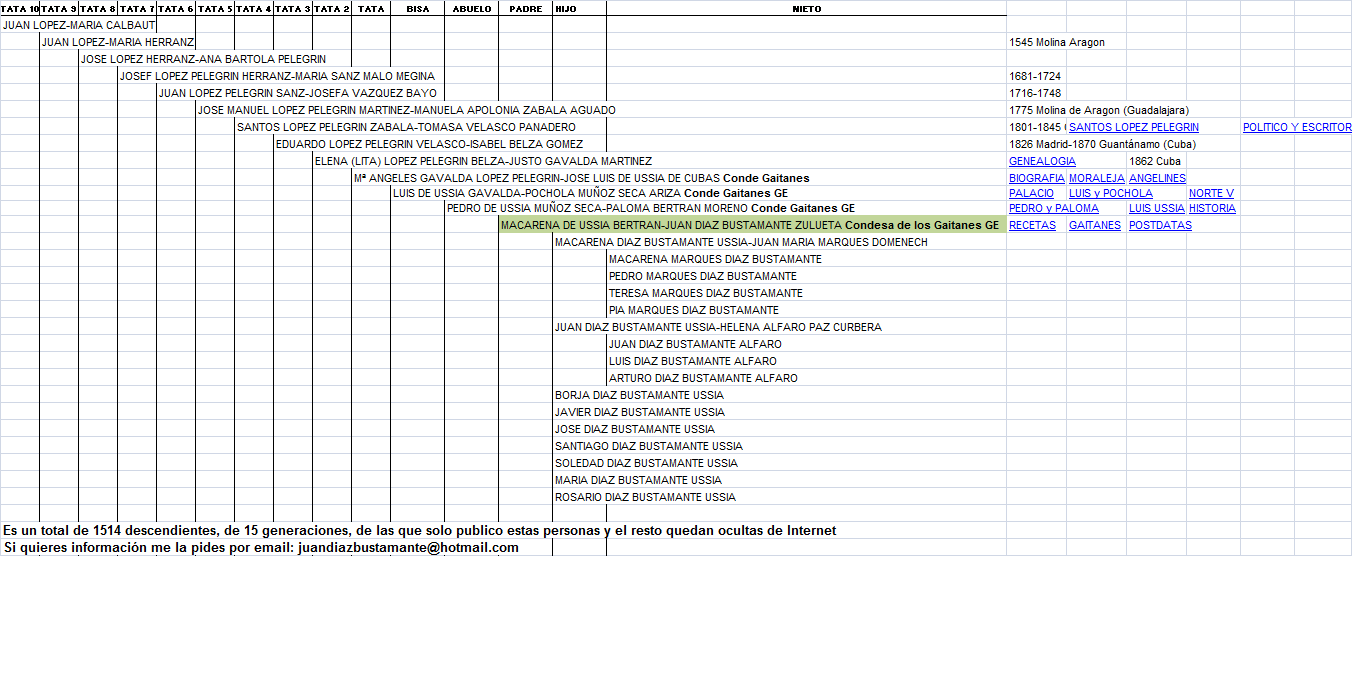 TATA 10 TATA 9 TATA 8 TATA 7 TATA 6 TATA 5 TATA 4 TATA 3 TATA 2 TATA BISA ABUELO PADRE HIJO NIETO
JUAN LOPEZ-MARIA CALBAUT
JUAN LOPEZ-MARIA HERRANZ 1545 Molina Aragon
JOSE LOPEZ HERRANZ-ANA BARTOLA PELEGRIN
JOSEF LOPEZ PELEGRIN HERRANZ-MARIA SANZ MALO MEGINA 1681-1724
JUAN LOPEZ PELEGRIN SANZ-JOSEFA VAZQUEZ BAYO 1716-1748
JOSE MANUEL LOPEZ PELEGRIN MARTINEZ-MANUELA APOLONIA ZABALA AGUADO 1775 Molina de Aragon (Guadalajara)
SANTOS LOPEZ PELEGRIN ZABALA-TOMASA VELASCO PANADERO 1801-1845 ( SANTOS LOPEZ PELEGRIN POLITICO Y ESCRITOR
EDUARDO LOPEZ PELEGRIN VELASCO-ISABEL BELZA GOMEZ 1826 Madrid-1870 Guantánamo (Cuba)
ELENA (LITA) LOPEZ PELEGRIN BELZA-JUSTO GAVALDA MARTINEZ GENEALOGIA 1862 Cuba
Mª ANGELES GAVALDA LOPEZ PELEGRIN-JOSE LUIS DE USSIA DE CUBAS Conde Gaitanes BIOGRAFIA MORALEJA ANGELINES
LUIS DE USSIA GAVALDA-POCHOLA MUÑOZ SECA ARIZA Conde Gaitanes GE PALACIO LUIS y POCHOLA NORTE V
PEDRO DE USSIA MUÑOZ SECA-PALOMA BERTRAN MORENO Conde Gaitanes GE PEDRO y PALOMA LUIS USSIA HISTORIA
MACARENA DE USSIA BERTRAN-JUAN DIAZ BUSTAMANTE ZULUETA Condesa de los Gaitanes GE RECETAS GAITANES POSTDATAS
MACARENA DIAZ BUSTAMANTE USSIA-JUAN MARIA MARQUES DOMENECH
MACARENA MARQUES DIAZ BUSTAMANTE
PEDRO MARQUES DIAZ BUSTAMANTE
TERESA MARQUES DIAZ BUSTAMANTE
PIA MARQUES DIAZ BUSTAMANTE
JUAN DIAZ BUSTAMANTE USSIA-HELENA ALFARO PAZ CURBERA
JUAN DIAZ BUSTAMANTE ALFARO
LUIS DIAZ BUSTAMANTE ALFARO
ARTURO DIAZ BUSTAMANTE ALFARO
BORJA DIAZ BUSTAMANTE USSIA
JAVIER DIAZ BUSTAMANTE USSIA
JOSE DIAZ BUSTAMANTE USSIA
SANTIAGO DIAZ BUSTAMANTE USSIA
SOLEDAD DIAZ BUSTAMANTE USSIA
MARIA DIAZ BUSTAMANTE USSIA
ROSARIO DIAZ BUSTAMANTE USSIA
Es un total de 1514 descendientes, de 15 generaciones, de las que solo publico estas personas y el resto quedan ocultas de Internet
Si quieres información me la pides por email: juandiazbustamante@hotmail.com